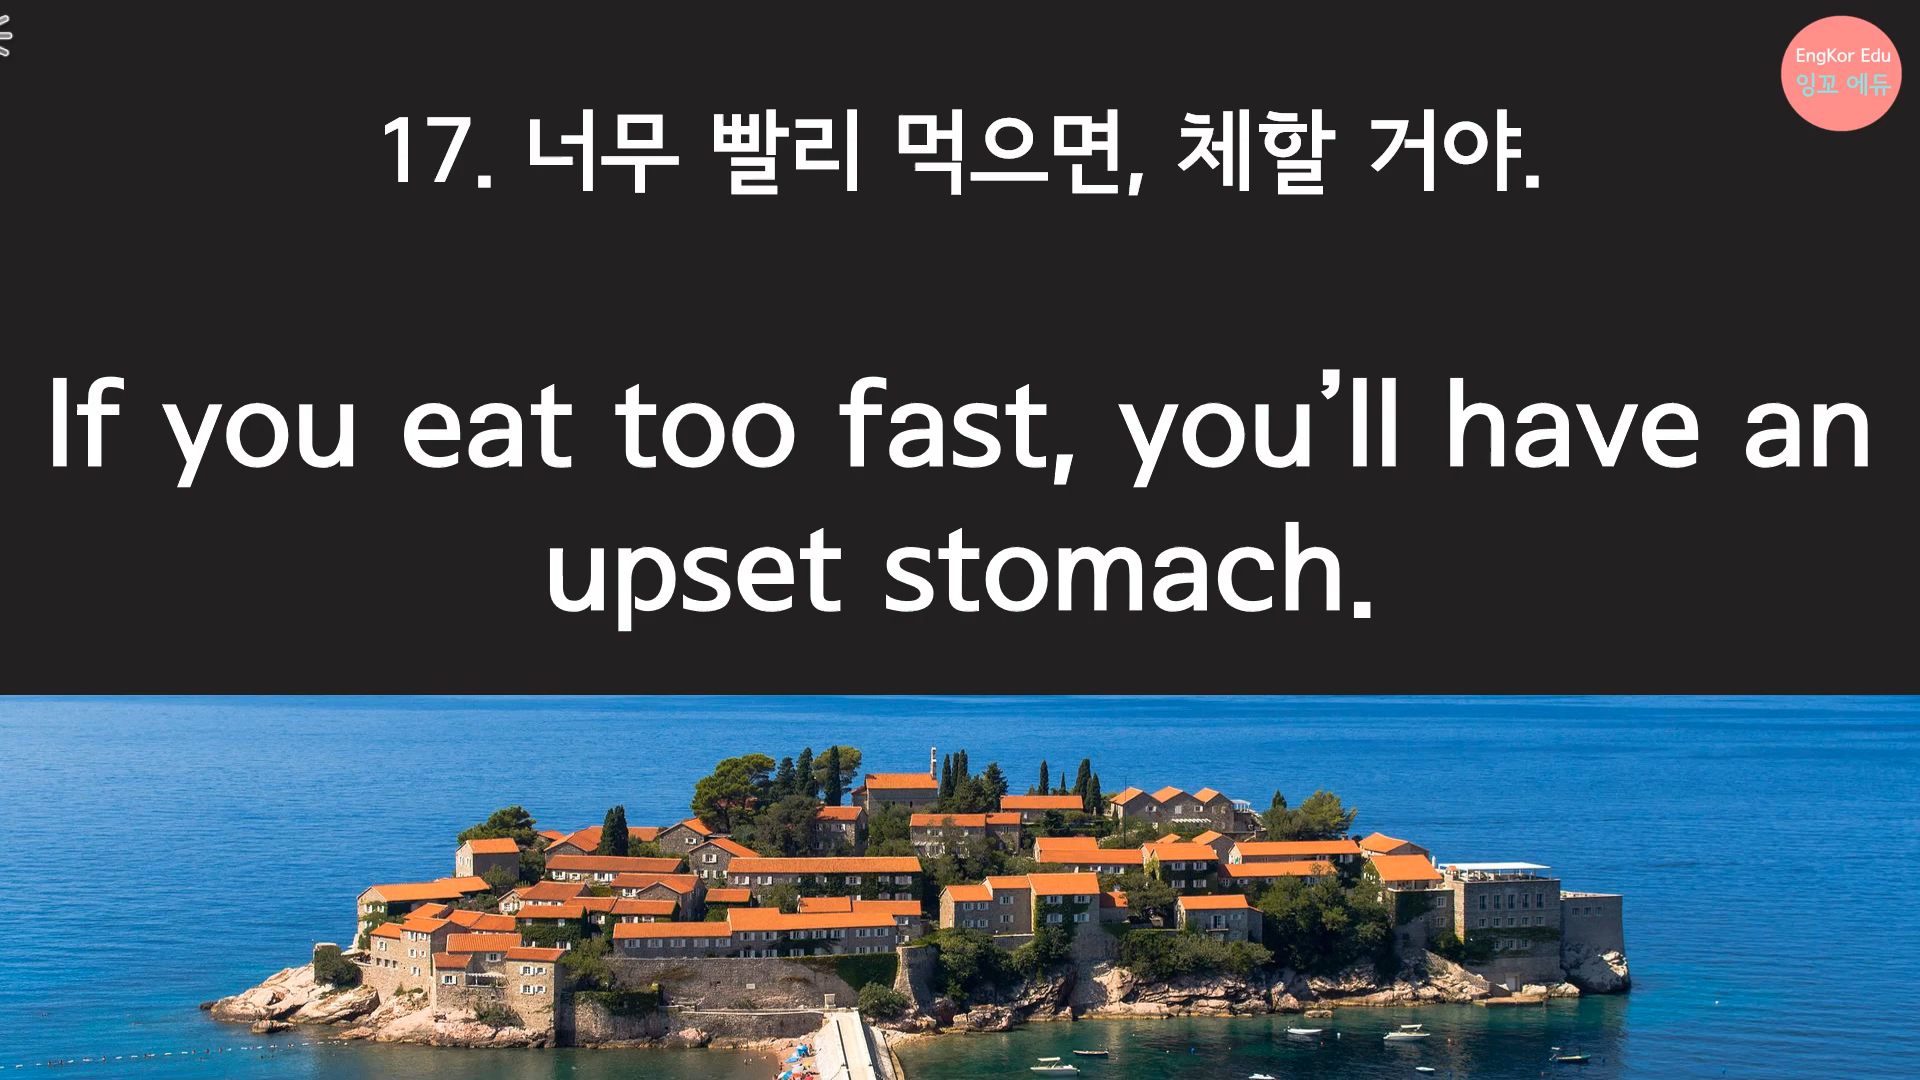 EngKor Edu
잉꼬 에듀
17. 너무 빨리 먹으면, 체할 거야.
If you eat too fast, you’ll have an
upset stomach.